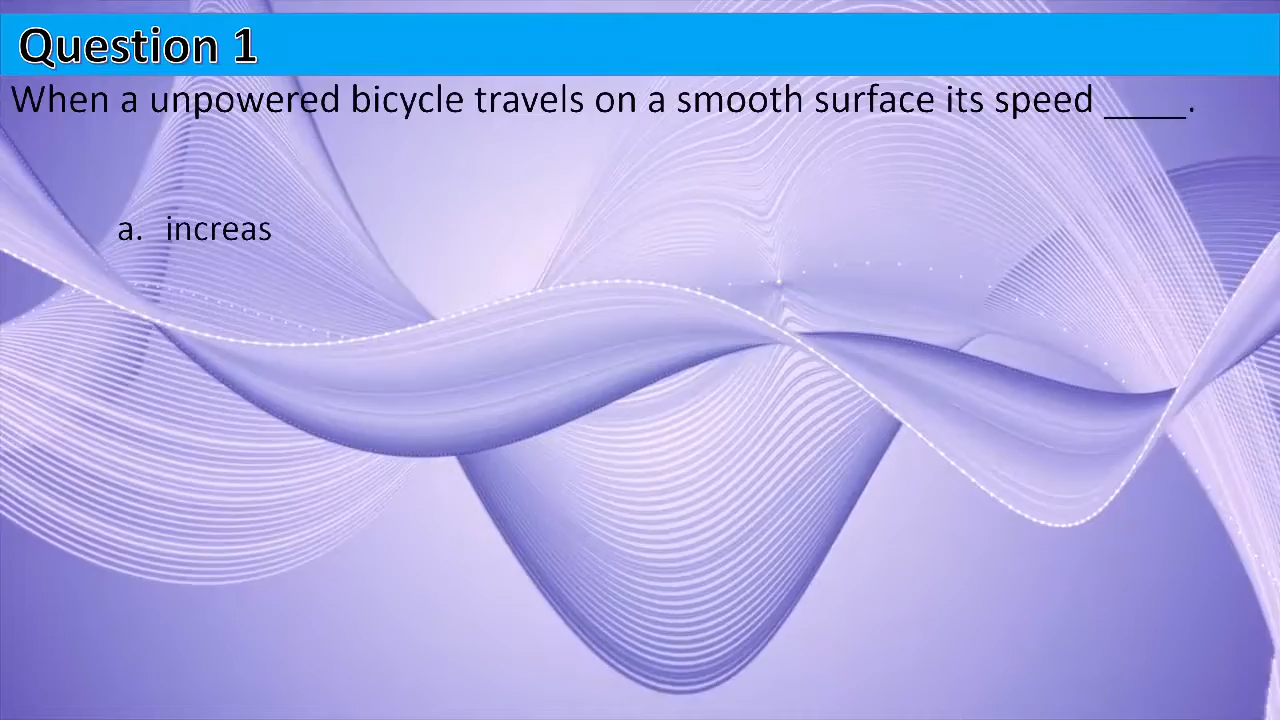 Question 1
When a unpowered bicycle travels on a smooth surface its speed ____.
a. increas